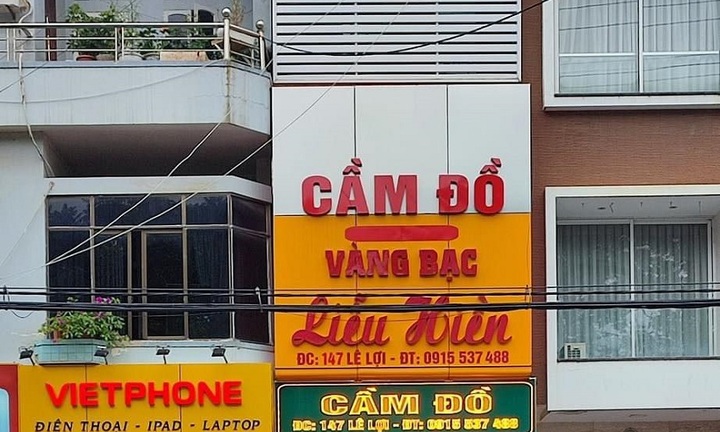 CẦM ĐỒ
VÀNG BẠC
Liễu Hiền
ĐC: 147 LÊ LỢI - ĐT: 0915 537 488
VIETPHONE
ĐIỆN THOẠI - IPAD - LAPTOP
CẦM ĐỒ
ĐC: 147 LÊ LỢI - ĐT: 0915 537 488